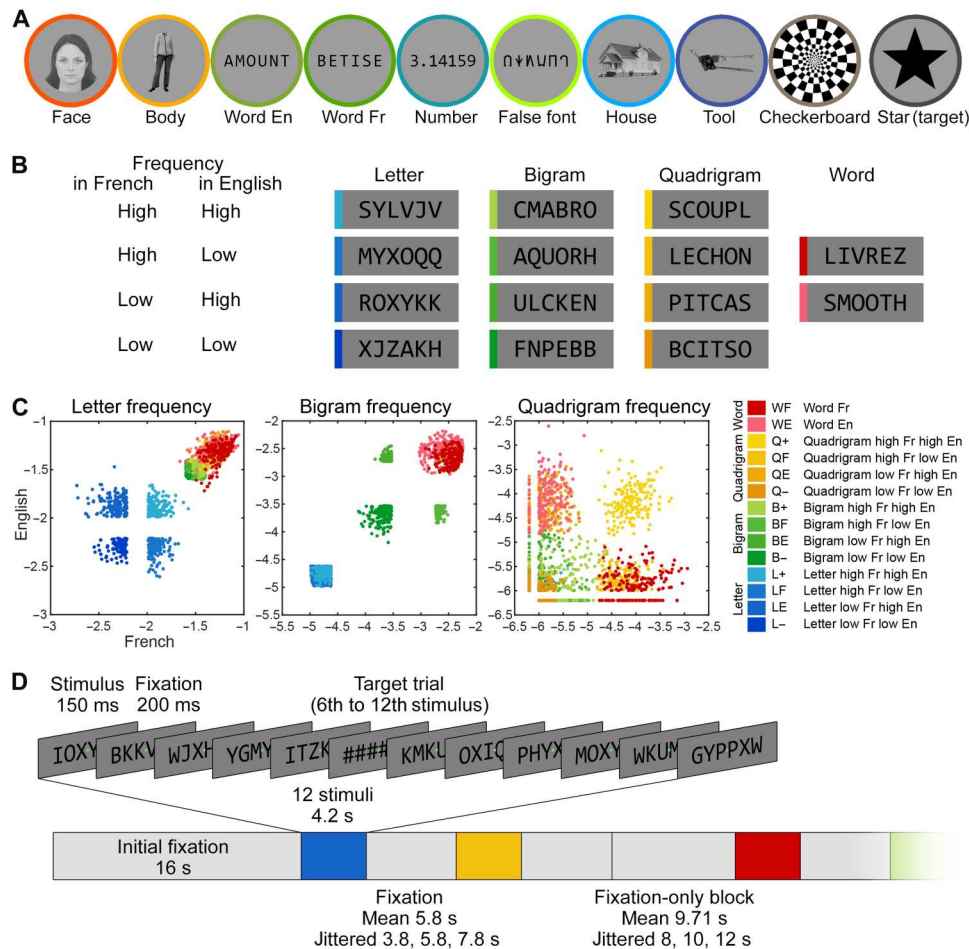 A
AMOUNT BETISE 3.14159
Face Body Word En Word Fr Number False font House Tool Checkerboard Star (target)
B
Frequency
in French in English
Letter Bigram Quadrigram Word
High High SYLVJV CMABRO SCOUPL
High Low MYXOQQ AQUORH LECHON LIVREZ
Low High ROXYKK ULCKEN PITCAS SMOOTH
Low Low XJZAKH FNPEBB BCITSO
C
Letter frequency
English
-1
-1.5
-2
-2.5
-3
-3 -2.5 -2 -1.5 -1
French
Bigram frequency
-2
-2.5
-3
-3.5
-4
-4.5
-5
-5.5
-5 -4.5 -4 -3.5 -3 -2.5 -2
Quadrigram frequency
-2.5
-3
-3.5
-4
-4.5
-5
-5.5
-6
-6.5
-6.5 -6 -5.5 -5 -4.5 -4 -3.5 -3 -2.5
Word
Quadrigram
Bigram
Letter
WF Word Fr
WE Word En
Q+ Quadrigram high Fr high En
QF Quadrigram high Fr low En
QE Quadrigram low Fr high En
Q− Quadrigram low Fr low En
B+ Bigram high Fr high En
BF Bigram high Fr low En
BE Bigram low Fr high En
B− Bigram low Fr low En
L+ Letter high Fr high En
LF Letter high Fr low En
LE Letter low Fr high En
L− Letter low Fr low En
D
Stimulus
150 ms
Fixation
200 ms
Target trial
(6th to 12th stimulus)
IOXY BKKV WJXH YGMY ITZK #### KMKU OXIQ PHYX MOXY WKUM GYPPXW
12 stimuli
4.2 s
Initial fixation
16 s
Fixation
Mean 5.8 s
Jittered 3.8, 5.8, 7.8 s
Fixation-only block
Mean 9.71 s
Jittered 8, 10, 12 s